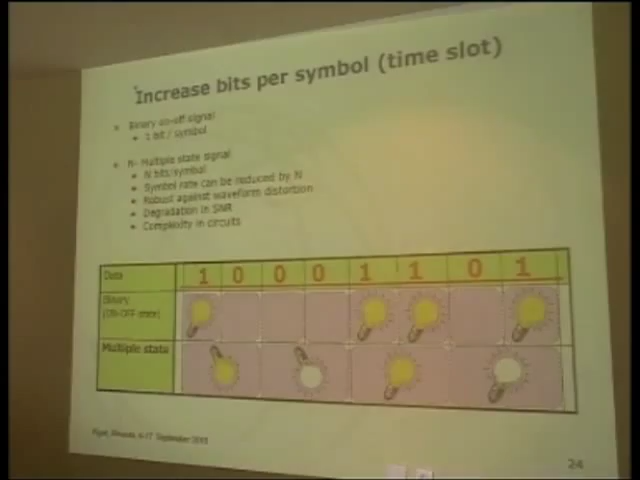 Increase bits per symbol (time slot)
Binary on-off signal
1 bit / symbol
N- Multiple state signal
N bits/symbol
Symbol rate can be reduced by N
Robust against waveform distortion
Degradation in SNR
Complexity in circuits
Data 1 0 0 0 1 1 0 1
Binary
(ON-OFF
Multiple state
September
24